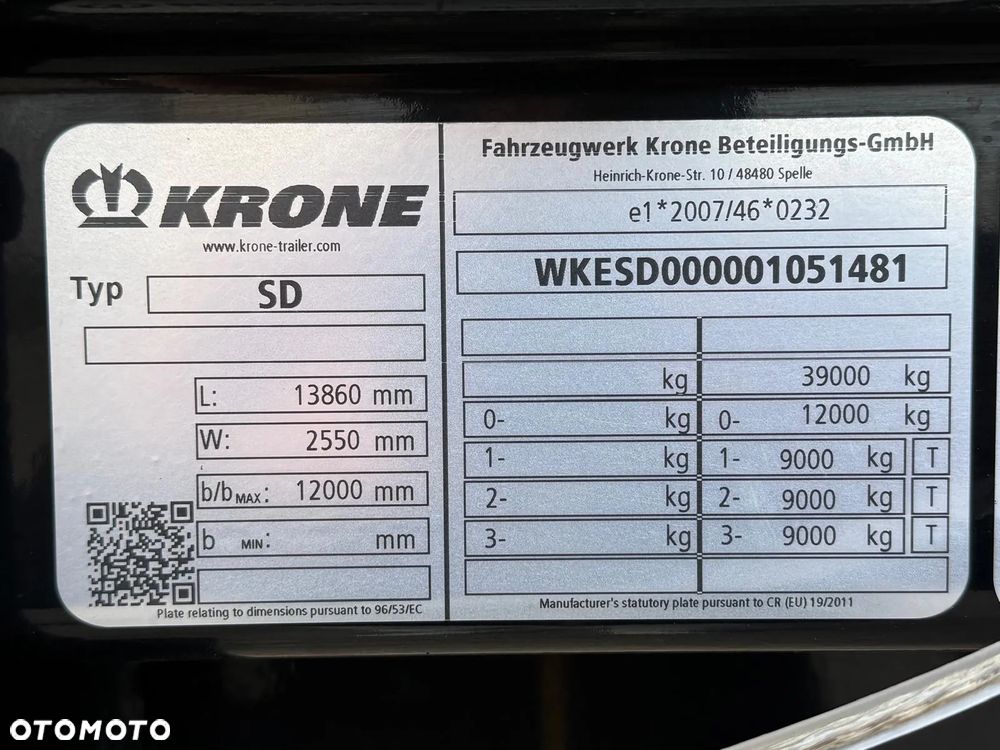 KRONE
www.krone-trailer.com
Typ SD
L: 13860 mm
W: 2550 mm
b/b MAX: 12000 mm
b MIN: mm
Plate relating to dimensions pursuant to 96/53/EC
Fahrzeugwerk Krone Beteiligungs-GmbH
Heinrich-Krone-Str. 10 / 48480 Spelle
e1*2007/46*0232
WKESD000001051481
kg 39000 kg
0- kg 0- 12000 kg
1- kg 1- 9000 kg T
2- kg 2- 9000 kg T
3- kg 3- 9000 kg T
Manufacturer's statutory plate pursuant to CR (EU) 19/2011
OTOMOTO